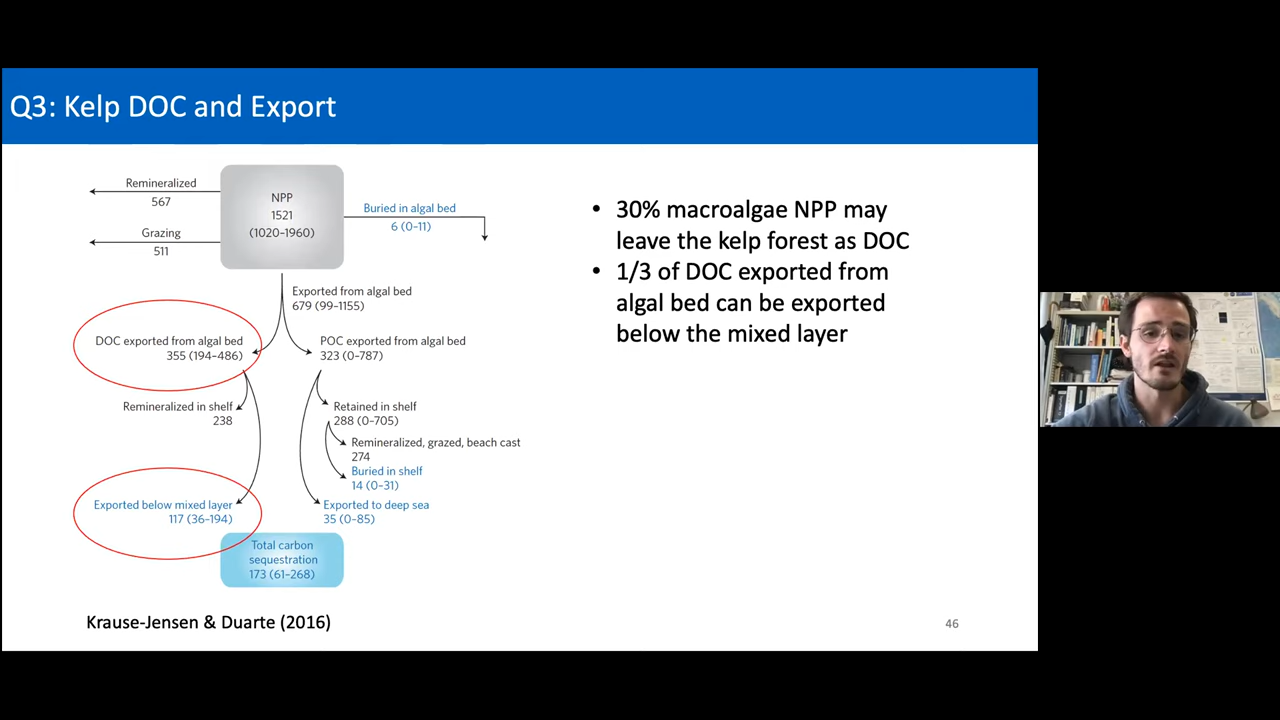 Q3: Kelp DOC and Export
Remineralized
567
Grazing
511
NPP
1521
(1020–1960)
Buried in algal bed
6 (0–11)
Exported from algal bed
679 (99–1155)
DOC exported from algal bed
355 (194–486)
POC exported from algal bed
323 (0–787)
Remineralized in shelf
238
Retained in shelf
288 (0–705)
Remineralized, grazed, beach cast
274
Buried in shelf
14 (0–31)
Exported below mixed layer
117 (36–194)
Exported to deep sea
35 (0–85)
Total carbon
sequestration
173 (61–268)
• 30% macroalgae NPP may
leave the kelp forest as DOC
• 1/3 of DOC exported from
algal bed can be exported
below the mixed layer
Krause-Jensen & Duarte (2016)
46